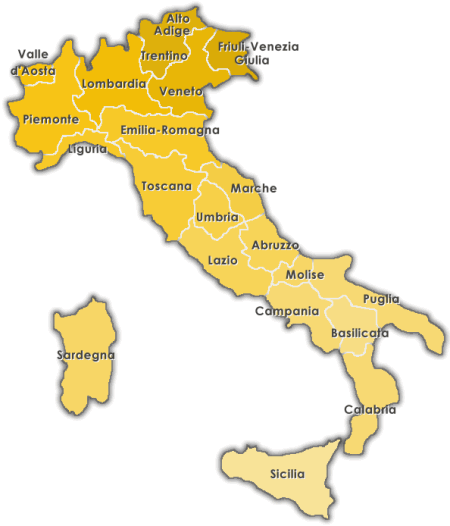 Alto
Adige
Valle
d'Aosta
Trentino
Friuli-Venezia
Giulia
Lombardia
Veneto
Piemonte
Emilia-Romagna
Liguria
Toscana
Marche
Umbria
Abruzzo
Lazio
Molise
Puglia
Campania
Basilicata
Sardegna
Calabria
Sicilia